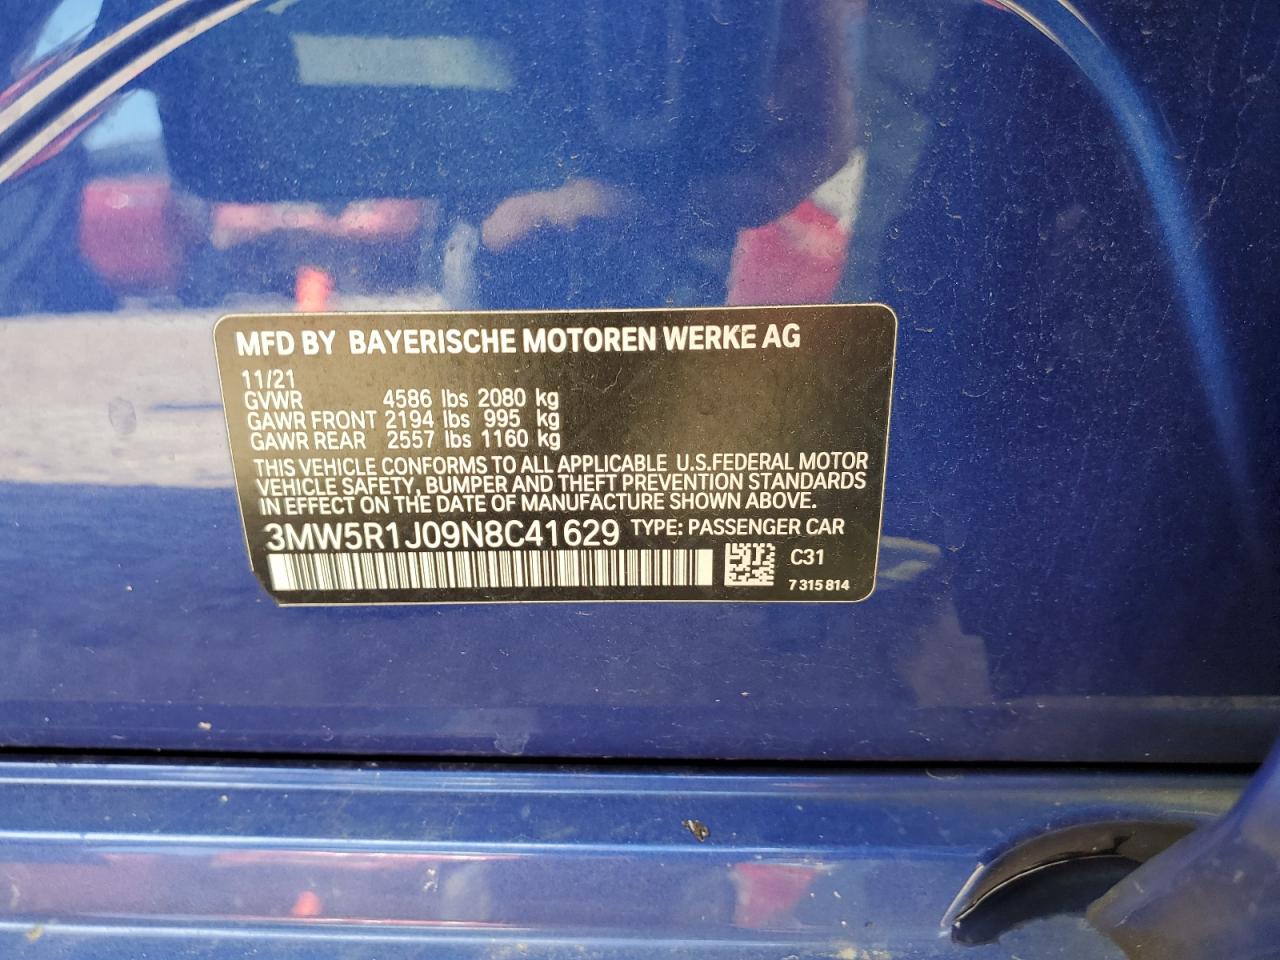 MFD BY BAYERISCHE MOTOREN WERKE AG
11/21
GVWR 4586 lbs 2080 kg
GAWR FRONT 2194 lbs 995 kg
GAWR REAR 2557 lbs 1160 kg
THIS VEHICLE CONFORMS TO ALL APPLICABLE U.S.FEDERAL MOTOR
VEHICLE SAFETY, BUMPER AND THEFT PREVENTION STANDARDS
IN EFFECT ON THE DATE OF MANUFACTURE SHOWN ABOVE.
3MW5R1J09N8C41629 TYPE: PASSENGER CAR
C31
7 315 814